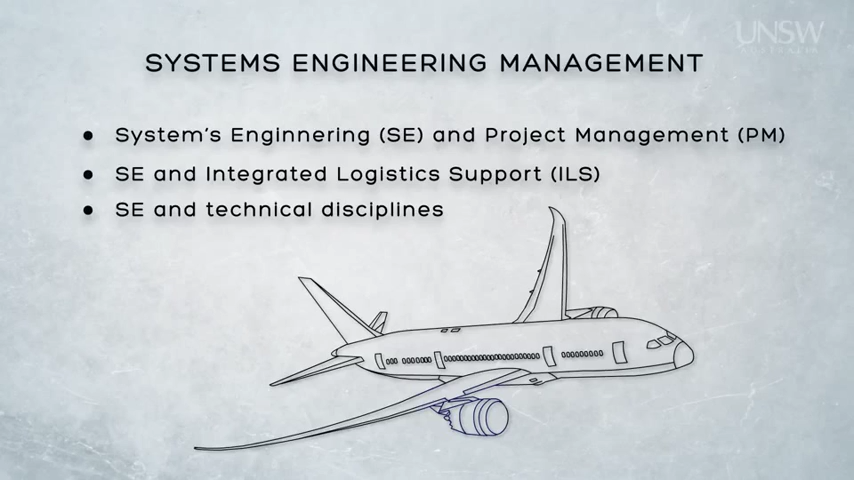 UNSW
AUSTRALIA
SYSTEMS ENGINEERING MANAGEMENT
● System's Enginnering (SE) and Project Management (PM)
● SE and Integrated Logistics Support (ILS)
● SE and technical disciplines